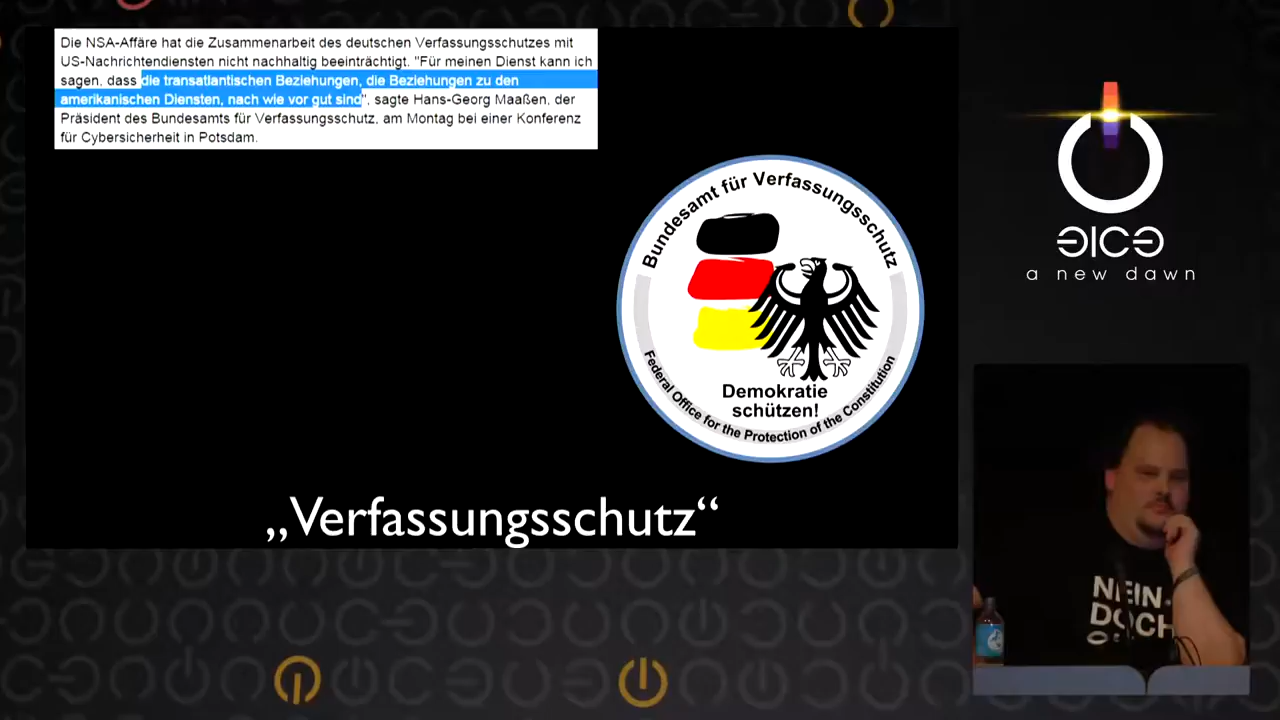 Die NSA-Affäre hat die Zusammenarbeit des deutschen Verfassungsschutzes mit
US-Nachrichtendiensten nicht nachhaltig beeinträchtigt. "Für meinen Dienst kann ich
sagen, dass die transatlantischen Beziehungen, die Beziehungen zu den
amerikanischen Diensten, nach wie vor gut sind", sagte Hans-Georg Maaßen, der
Präsident des Bundesamts für Verfassungsschutz, am Montag bei einer Konferenz
für Cybersicherheit in Potsdam.
Bundesamt für Verfassungsschutz
Demokratie
schützen!
Federal Office for the Protection of the Constitution
„Verfassungsschutz“
a new dawn
NEIN.
DOCH